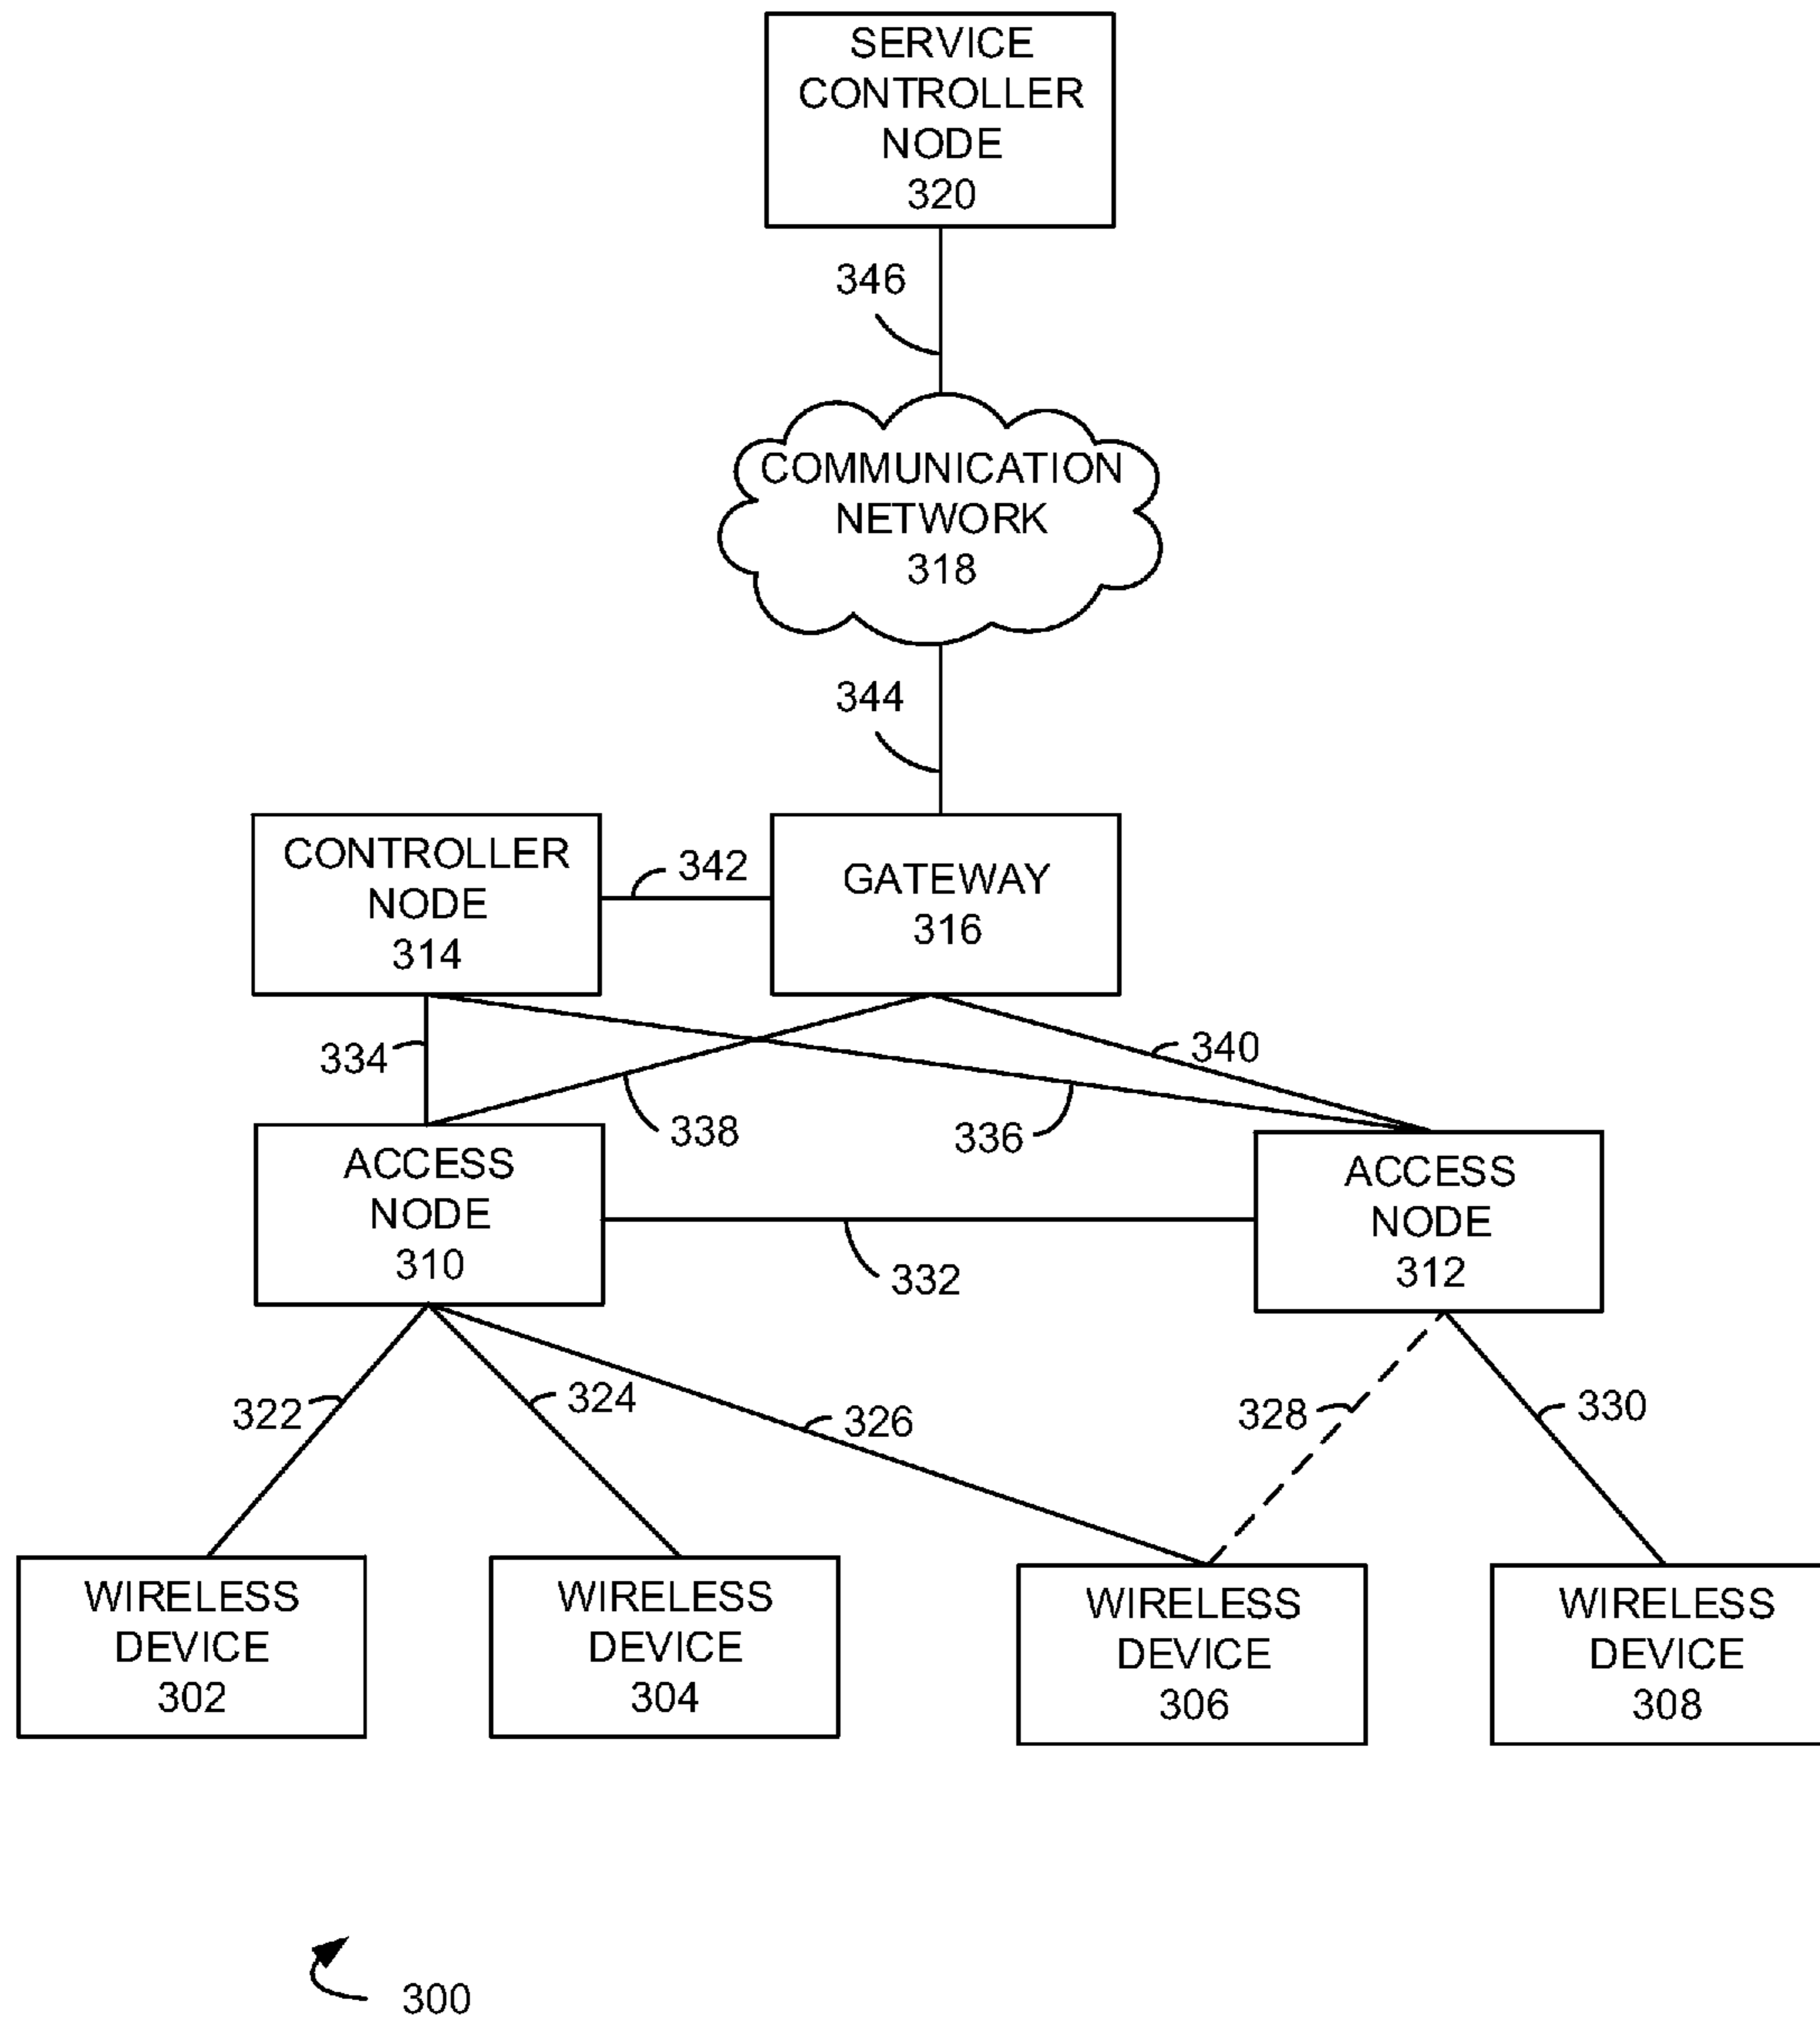 SERVICE
CONTROLLER
NODE
320
346
COMMUNICATION
NETWORK
318
344
CONTROLLER
NODE
314
342
GATEWAY
316
334
338
336
340
ACCESS
NODE
310
332
ACCESS
NODE
312
322
324
326
328
330
WIRELESS
DEVICE
302
WIRELESS
DEVICE
304
WIRELESS
DEVICE
306
WIRELESS
DEVICE
308
300